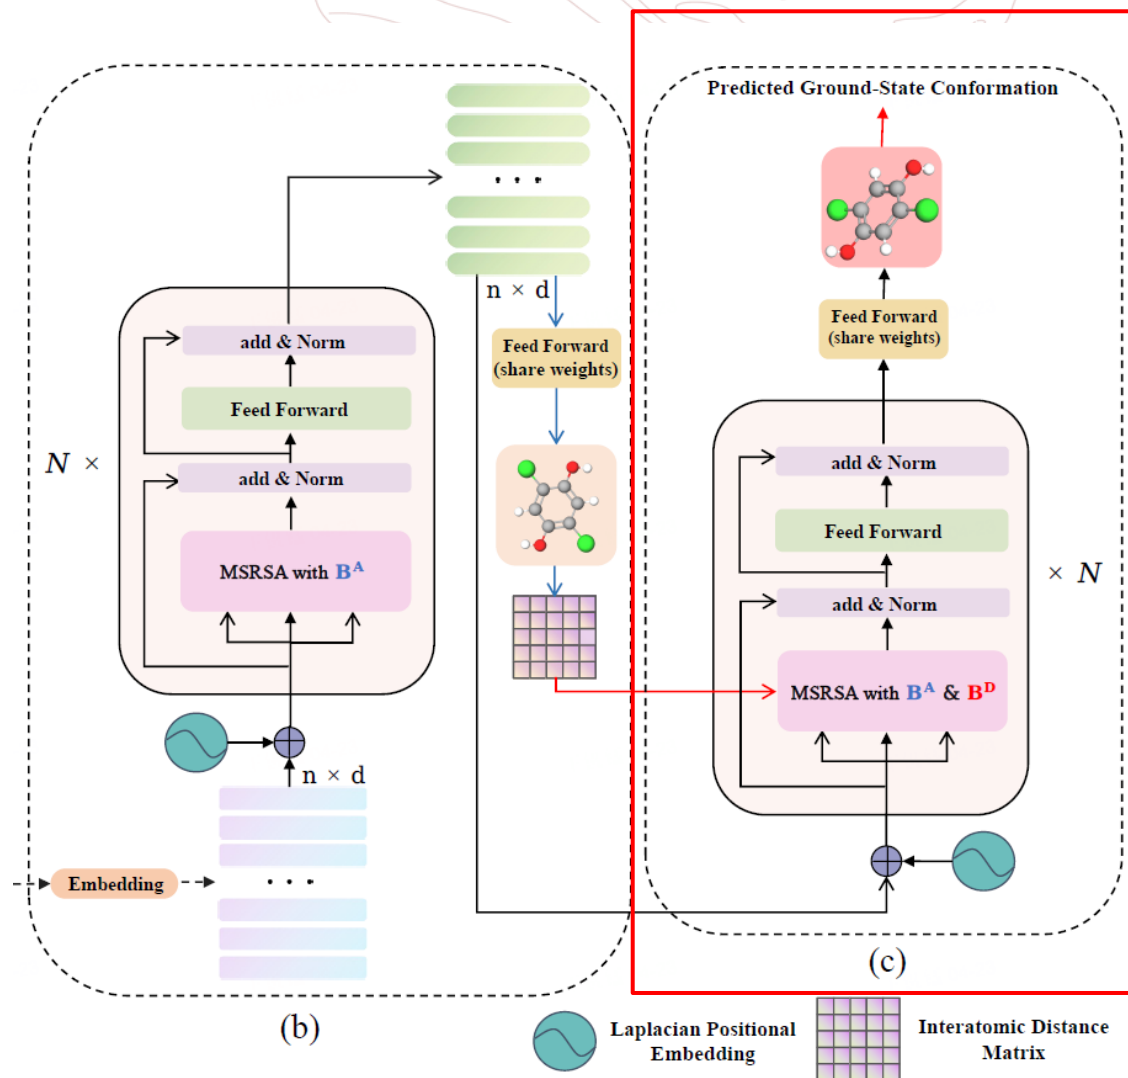 n × d
Feed Forward
(share weights)
add & Norm
Feed Forward
add & Norm
MSRSA with B^A
N ×
n × d
Embedding
(b)
Predicted Ground-State Conformation
Feed Forward
(share weights)
add & Norm
Feed Forward
add & Norm
MSRSA with B^A & B^D
× N
(c)
Laplacian Positional
Embedding
Interatomic Distance
Matrix